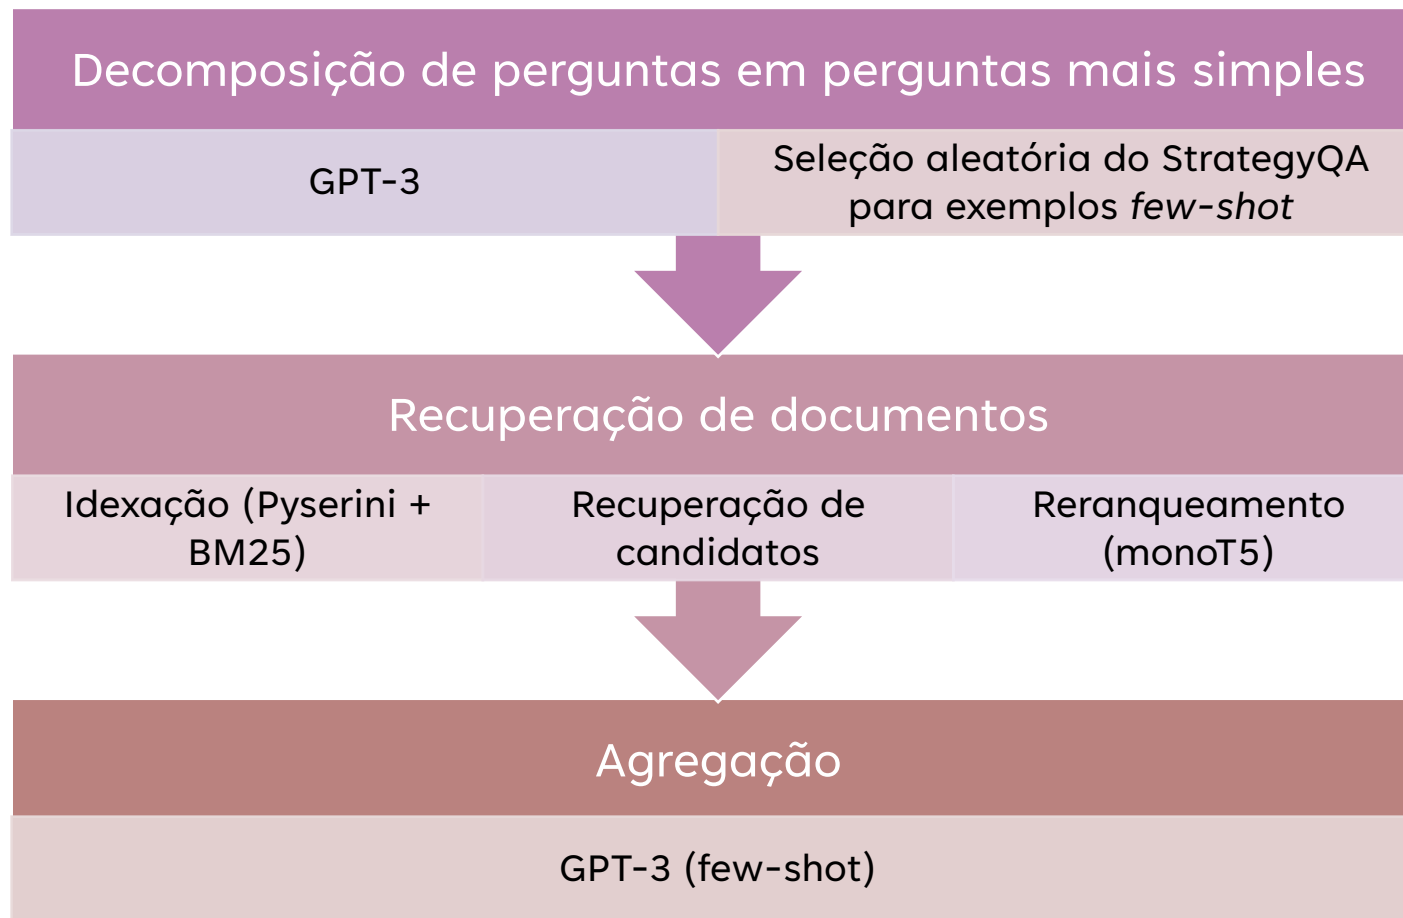 Decomposição de perguntas em perguntas mais simples
GPT-3
Seleção aleatória do StrategyQA
para exemplos few-shot
Recuperação de documentos
Idexação (Pyserini +
BM25)
Recuperação de
candidatos
Reranqueamento
(monoT5)
Agregação
GPT-3 (few-shot)